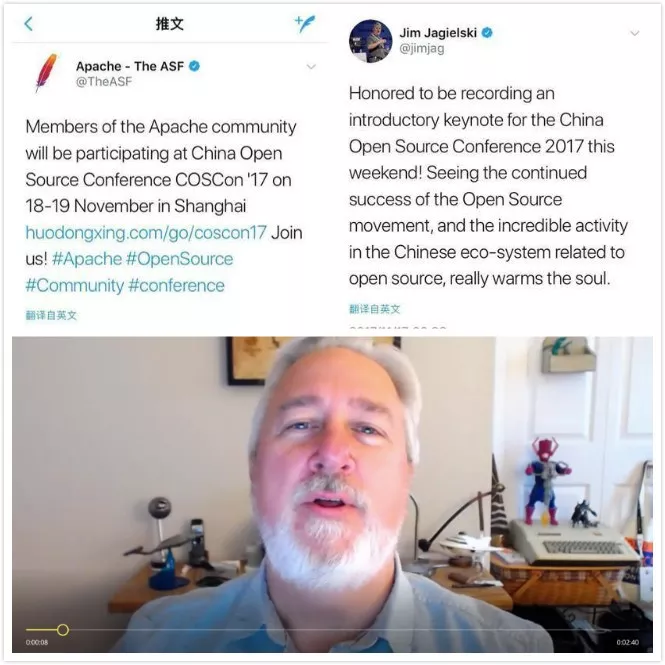 推文
Apache - The ASF
@TheASF
Members of the Apache community
will be participating at China Open
Source Conference COSCon '17 on
18-19 November in Shanghai
huodongxing.com/go/coscon17 Join
us! #Apache #OpenSource
#Community #conference
翻译自英文
Jim Jagielski
@jimjag
Honored to be recording an
introductory keynote for the China
Open Source Conference 2017 this
weekend! Seeing the continued
success of the Open Source
movement, and the incredible activity
in the Chinese eco-system related to
open source, really warms the soul.
翻译自英文
0:00:08
0:02:40